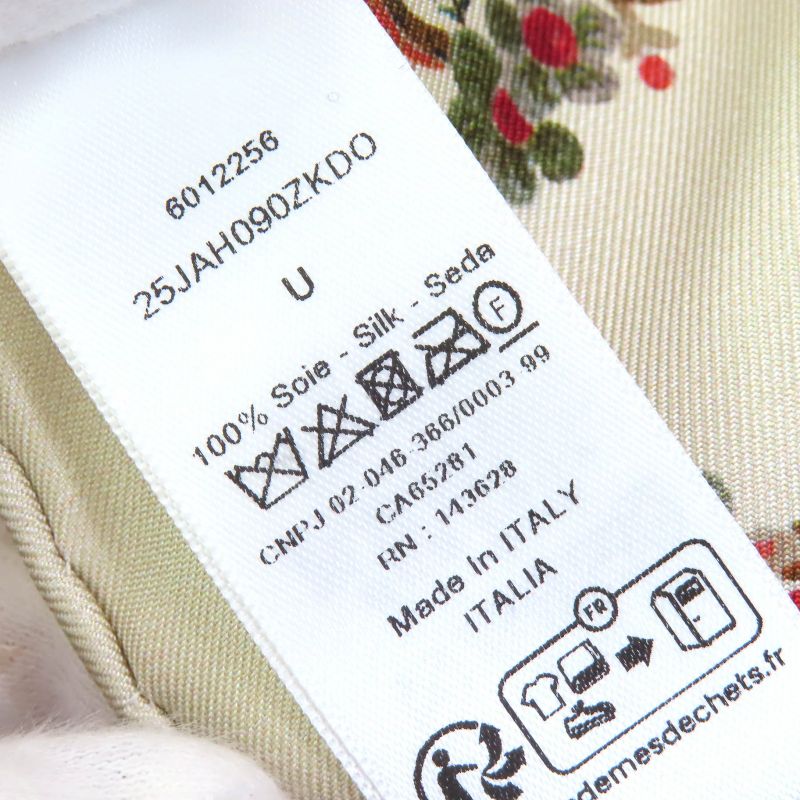 6012256
25JAH090ZKDO
U
100% Soie - Silk - Seda
F
CNPJ 02-046-366/0003-99
CA65281
RN : 143628
Made In ITALY
ITALIA
FR
demesdechets.fr